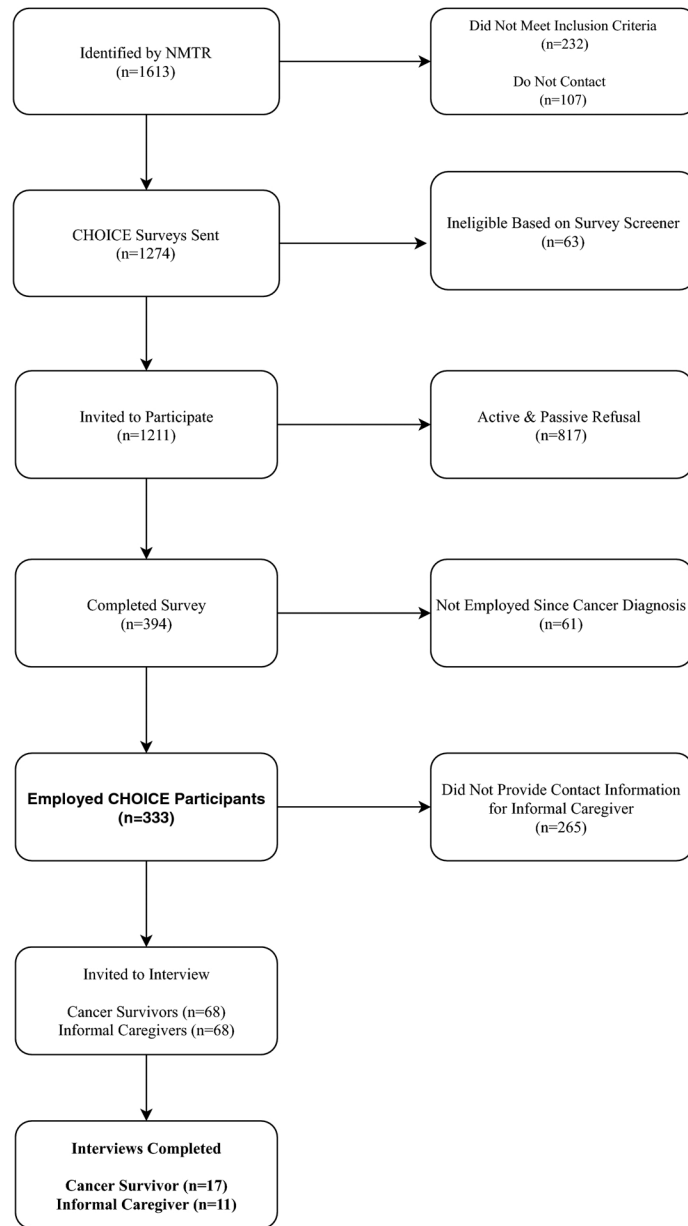 Identified by NMTR
(n=1613)
Did Not Meet Inclusion Criteria
(n=232)
Do Not Contact
(n=107)
CHOICE Surveys Sent
(n=1274)
Ineligible Based on Survey Screener
(n=63)
Invited to Participate
(n=1211)
Active & Passive Refusal
(n=817)
Completed Survey
(n=394)
Not Employed Since Cancer Diagnosis
(n=61)
Employed CHOICE Participants
(n=333)
Did Not Provide Contact Information
for Informal Caregiver
(n=265)
Invited to Interview
Cancer Survivors (n=68)
Informal Caregivers (n=68)
Interviews Completed
Cancer Survivor (n=17)
Informal Caregiver (n=11)